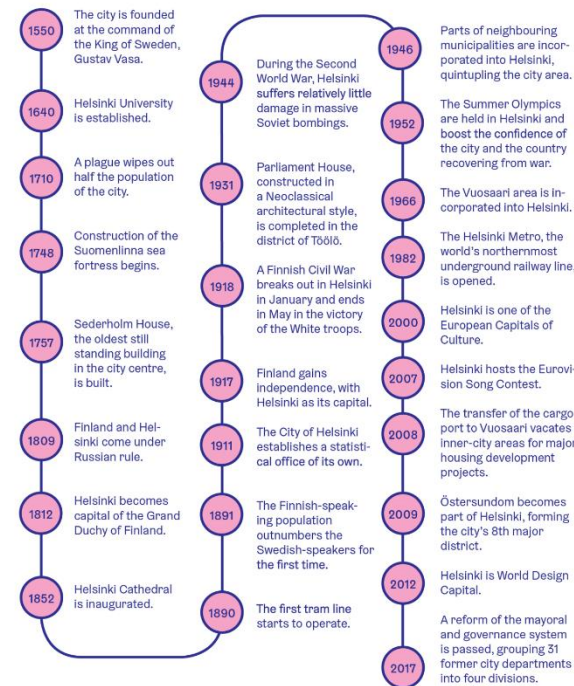 1550
The city is founded
at the command of
the King of Sweden,
Gustav Vasa.
1640
Helsinki University
is established.
1710
A plague wipes out
half the population
of the city.
1748
Construction of the
Suomenlinna sea
fortress begins.
1757
Sederholm House,
the oldest still
standing building
in the city centre,
is built.
1809
Finland and Hel-
sinki come under
Russian rule.
1812
Helsinki becomes
capital of the Grand
Duchy of Finland.
1852
Helsinki Cathedral
is inaugurated.
1890
The first tram line
starts to operate.
1891
The Finnish-speak-
ing population
outnumbers the
Swedish-speakers for
the first time.
1911
The City of Helsinki
establishes a statisti-
cal office of its own.
1917
Finland gains
independence, with
Helsinki as its capital.
1918
A Finnish Civil War
breaks out in Helsinki
in January and ends
in May in the victory
of the White troops.
1931
Parliament House,
constructed in
a Neoclassical
architectural style,
is completed in the
district of Töölö.
1944
During the Second
World War, Helsinki
suffers relatively little
damage in massive
Soviet bombings.
1946
Parts of neighbouring
municipalities are incor-
porated into Helsinki,
quintupling the city area.
1952
The Summer Olympics
are held in Helsinki and
boost the confidence of
the city and the country
recovering from war.
1966
The Vuosaari area is in-
corporated into Helsinki.
1982
The Helsinki Metro, the
world's northernmost
underground railway line,
is opened.
2000
Helsinki is one of the
European Capitals of
Culture.
2007
Helsinki hosts the Eurovi-
sion Song Contest.
2008
The transfer of the cargo
port to Vuosaari vacates
inner-city areas for major
housing development
projects.
2009
Östersundom becomes
part of Helsinki, forming
the city's 8th major
district.
2012
Helsinki is World Design
Capital.
2017
A reform of the mayoral
and governance system
is passed, grouping 31
former city departments
into four divisions.